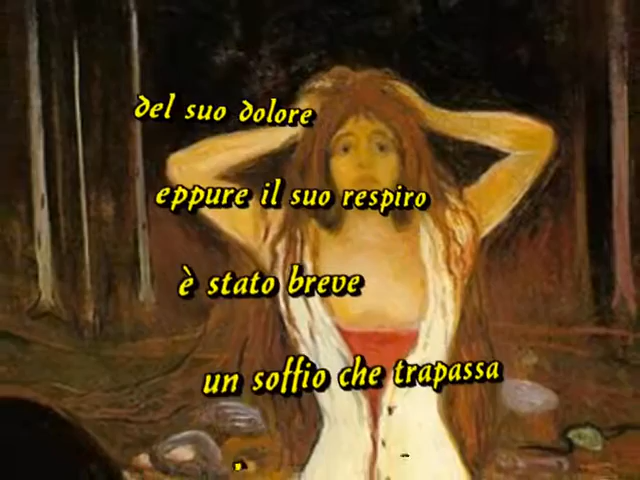 del suo dolore
eppure il suo respiro
è stato breve
un soffio che trapassa